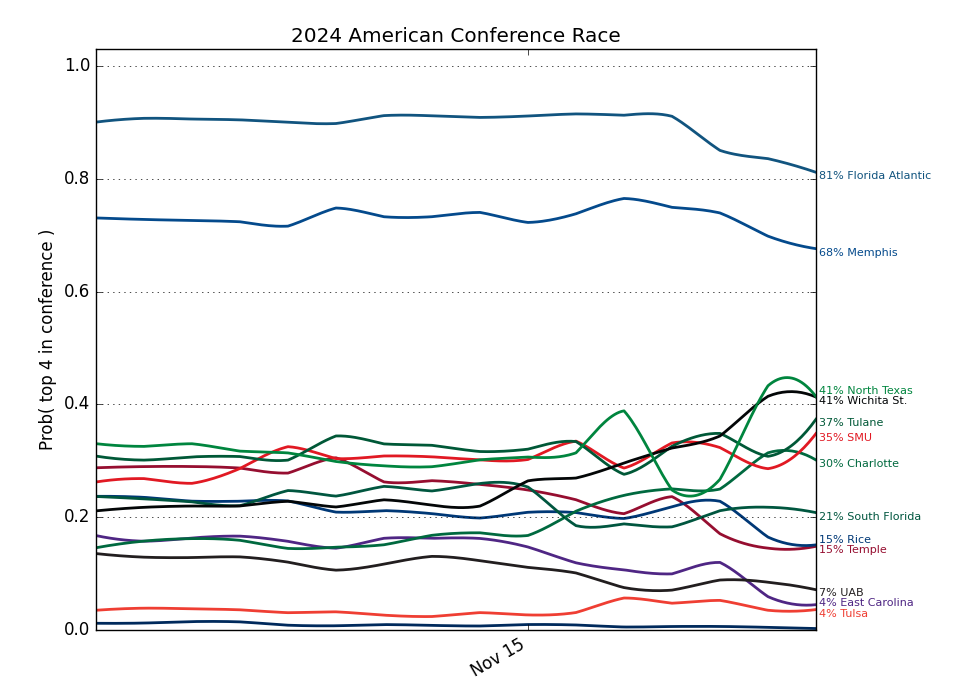 2024 American Conference Race
1.0
0.8
0.6
0.4
0.2
0.0
Prob( top 4 in conference )
Nov 15
81% Florida Atlantic
68% Memphis
41% North Texas
41% Wichita St.
37% Tulane
35% SMU
30% Charlotte
21% South Florida
15% Rice
15% Temple
7% UAB
4% East Carolina
4% Tulsa